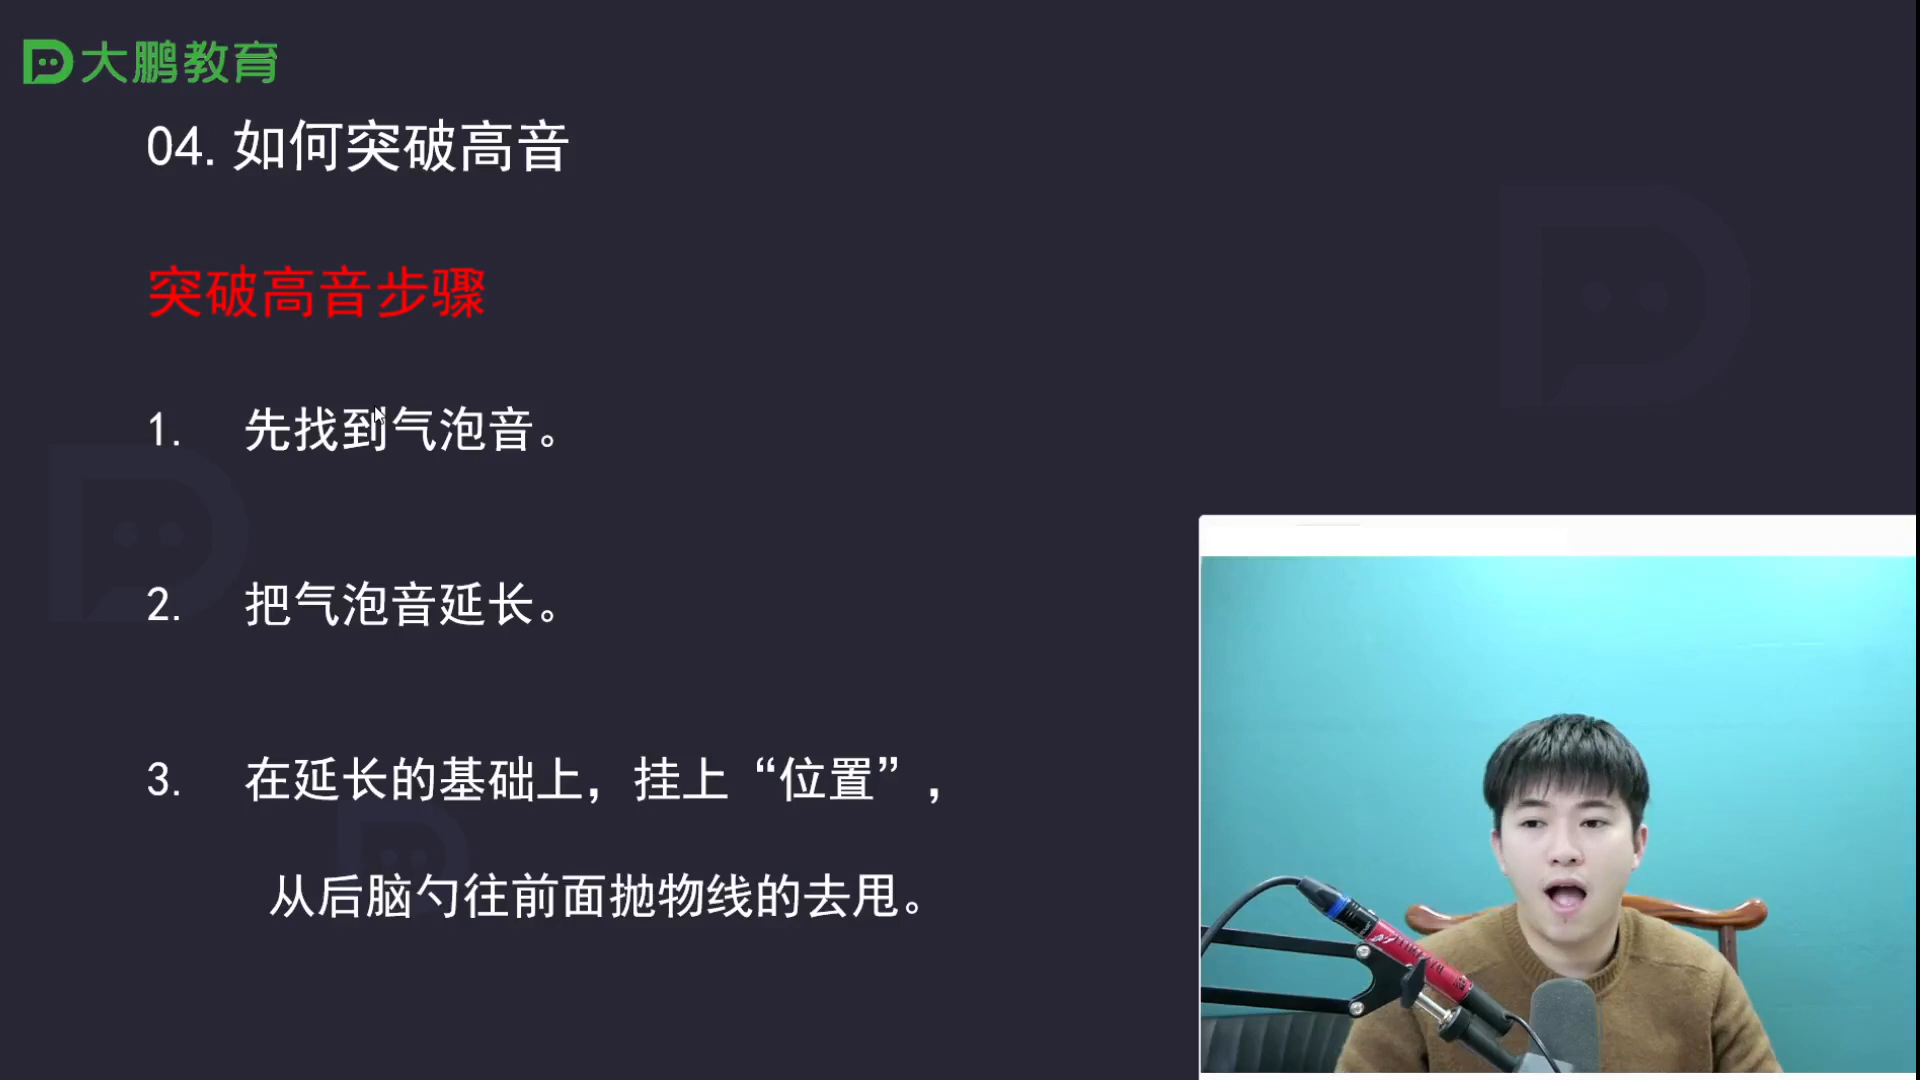 大鹏教育
04.如何突破高音
突破高音步骤
1. 先找到气泡音。
2. 把气泡音延长。
3. 在延长的基础上，挂上“位置”，
从后脑勺往前面抛物线的去甩。